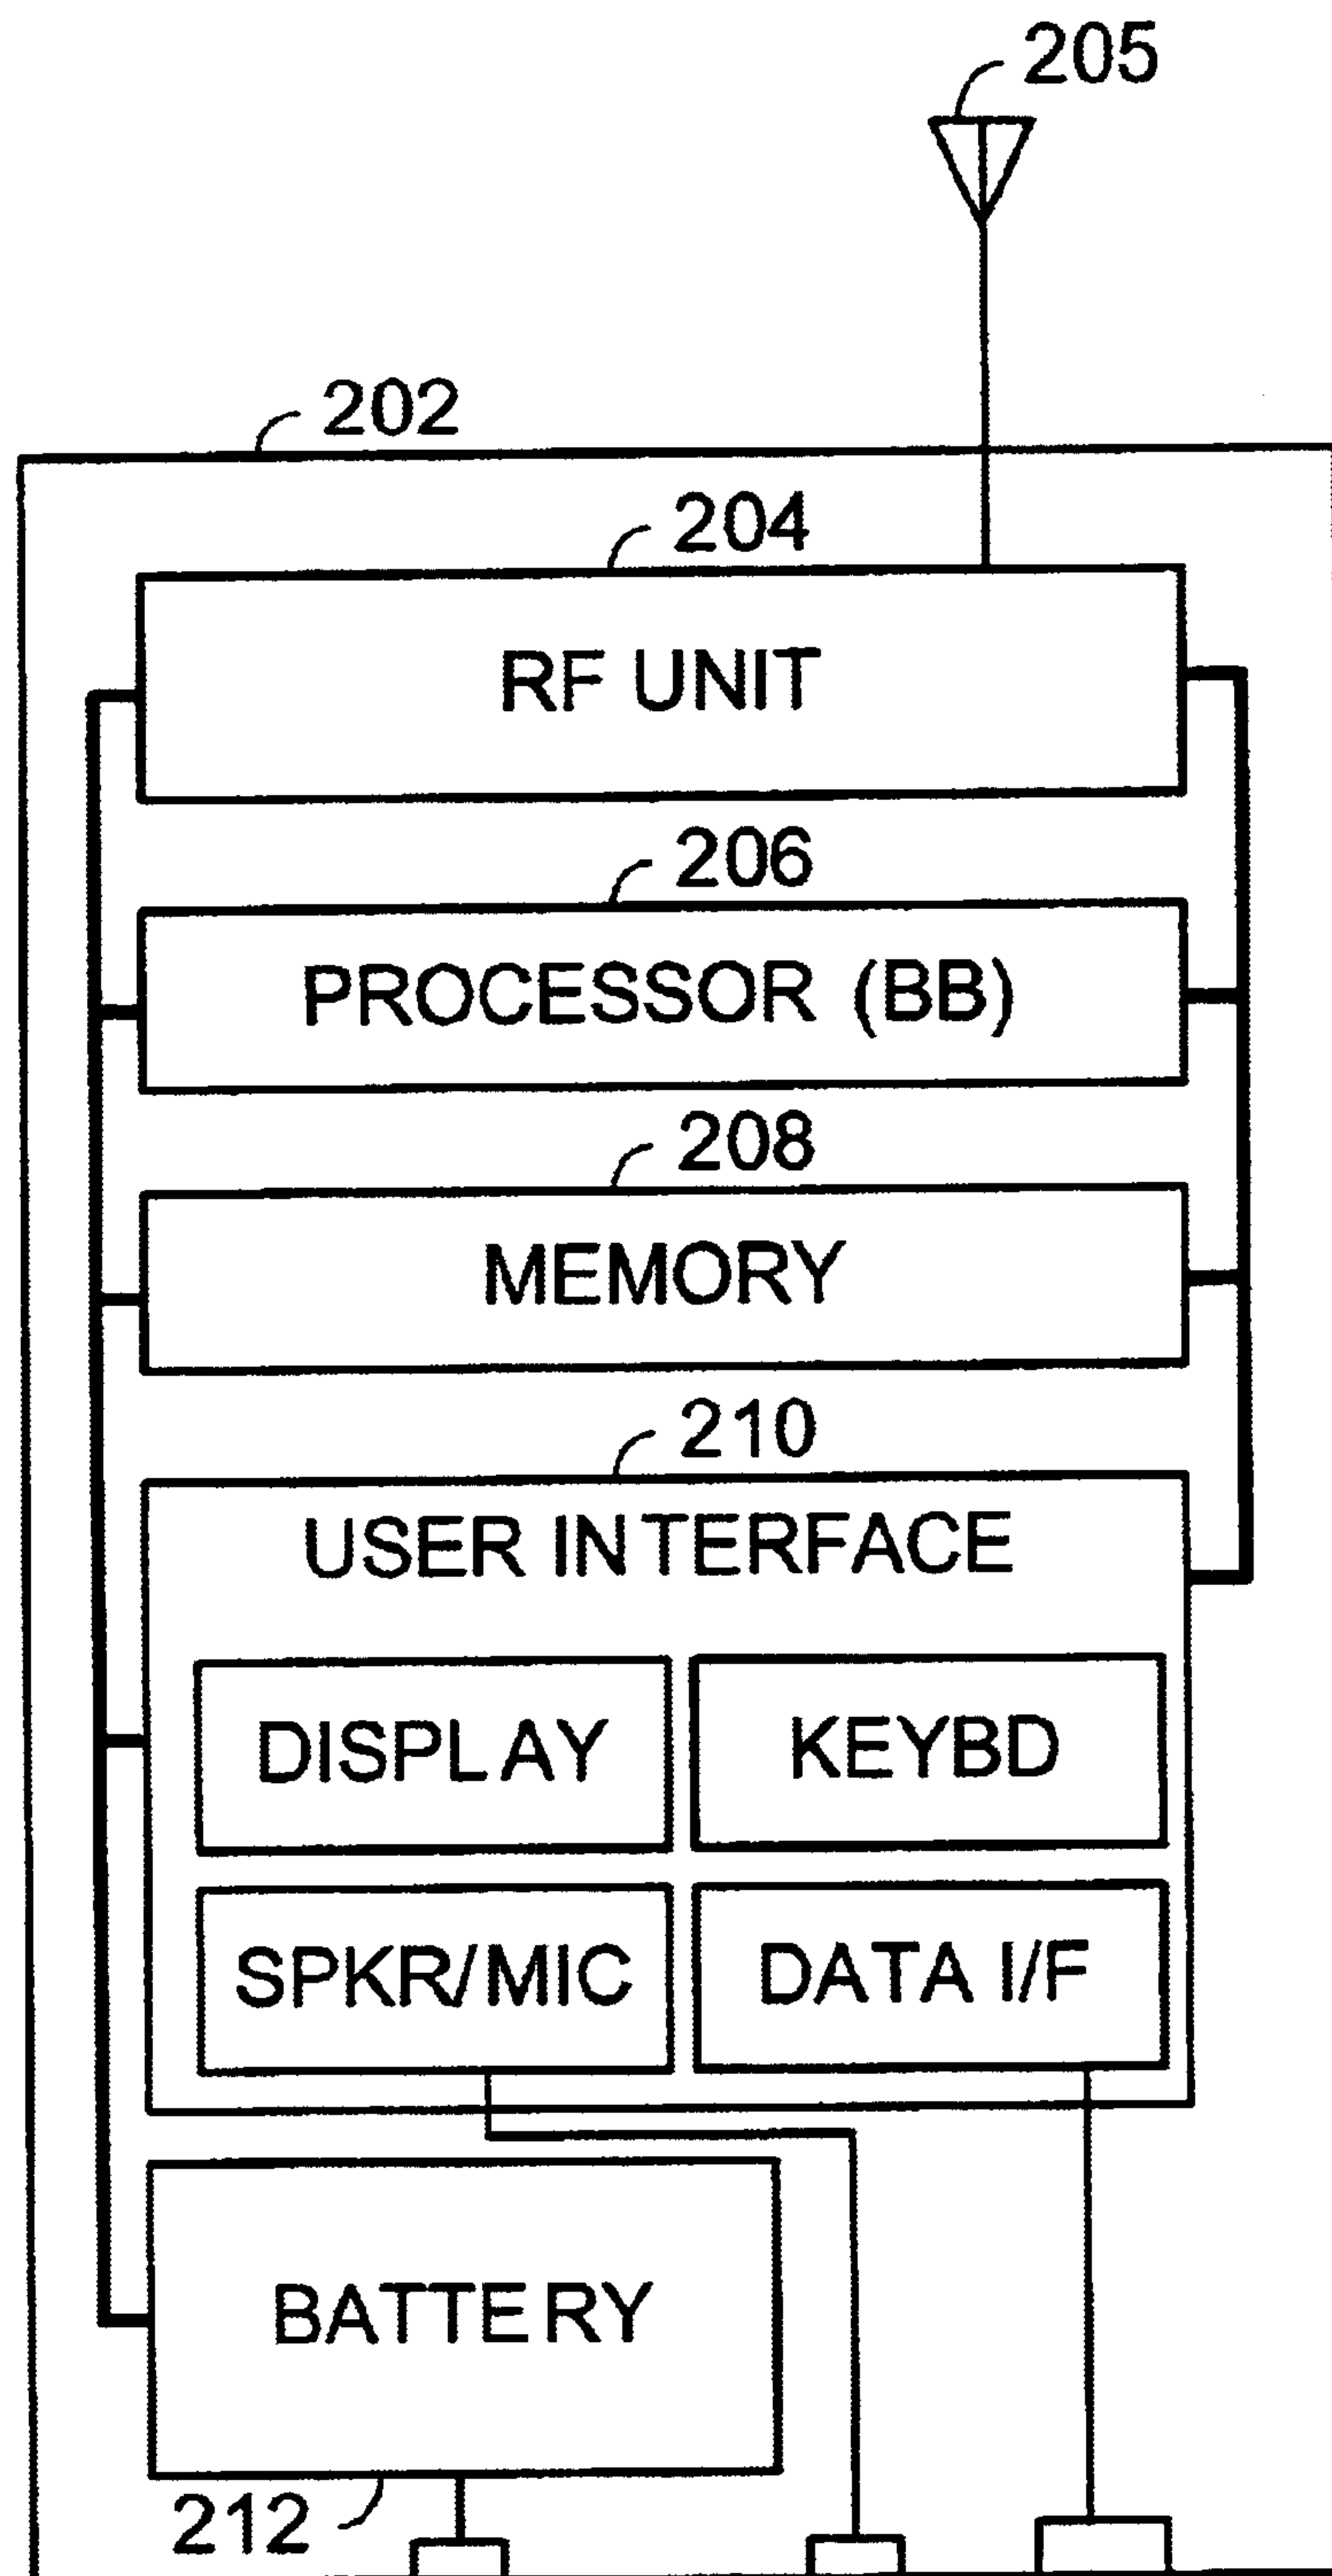 205
202
204
RF UNIT
206
PROCESSOR (BB)
208
MEMORY
210
USER INTERFACE
DISPLAY KEYBD
SPKR/MIC DATA I/F
BATTERY
212